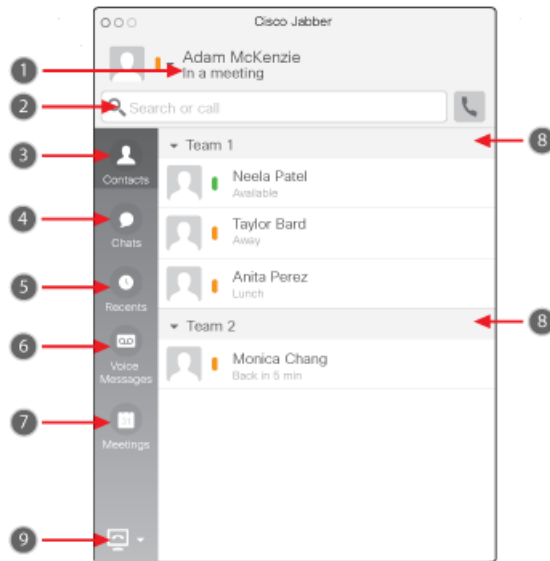 Cisco Jabber
Adam McKenzie
1
In a meeting
2
Search or call
8
3
Team 1
Contacts
Neela Patel
Available
4
Chats
Taylor Bard
Away
5
Recents
Anita Perez
Lunch
8
Team 2
6
Voice
Messages
Monica Chang
Back in 5 min
7
Meetings
9